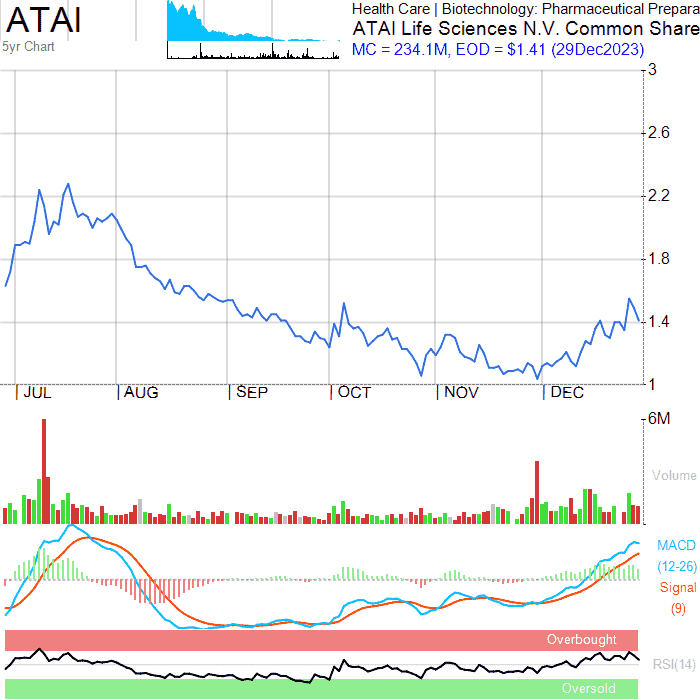 ATAI
5yr Chart
Health Care | Biotechnology: Pharmaceutical Prepara
ATAI Life Sciences N.V. Common Share
MC = 234.1M, EOD = $1.41 (29Dec2023)
3
2.6
2.2
1.8
1.4
1
JUL AUG SEP OCT NOV DEC
6M
Volume
MACD
(12-26)
Signal
(9)
Overbought
RSI(14)
Oversold